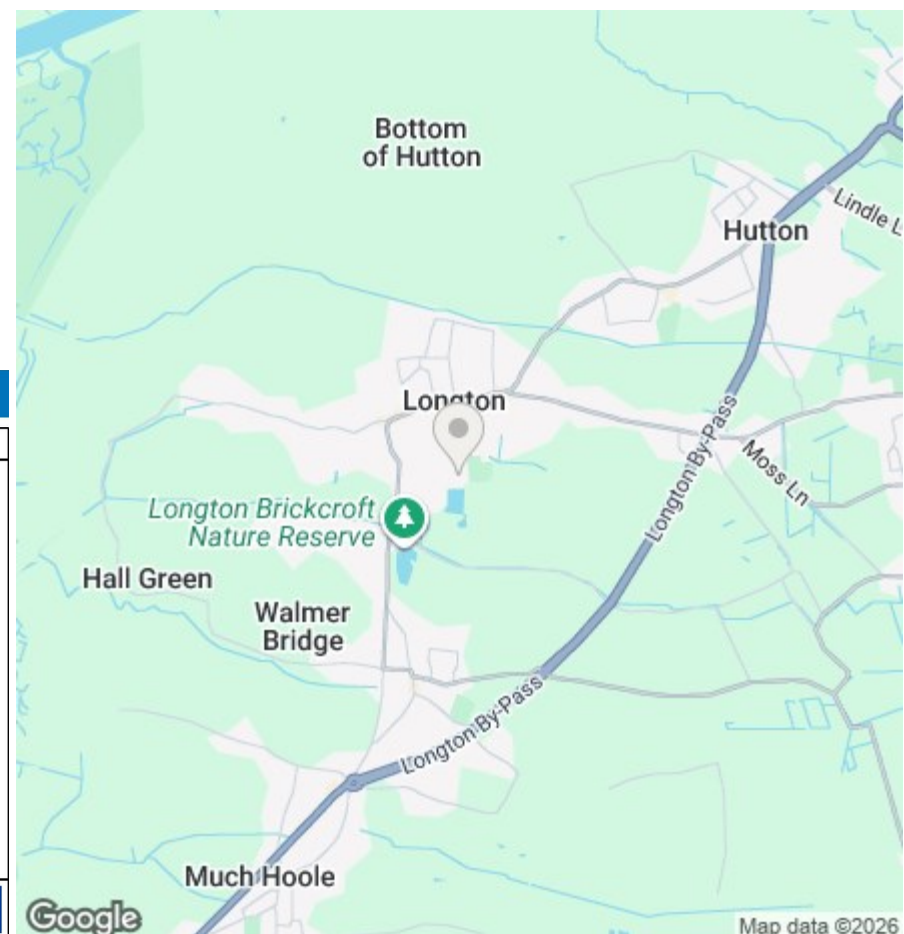 Bottom
of Hutton
Hutton
Lindle L
Longton
Longton By-Pass
Moss Ln
Longton Brickcroft
Nature Reserve
Hall Green
Walmer
Bridge
Longton By-Pass
Much Hoole
Google
Map data ©2026